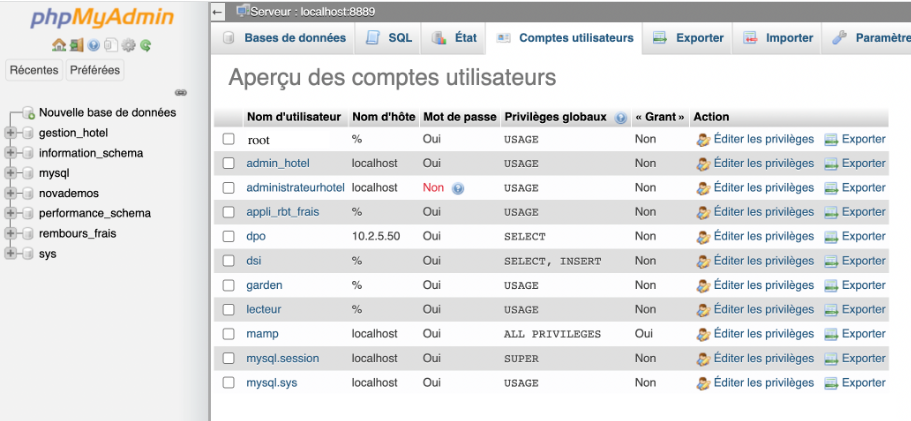 phpMyAdmin
Récentes Préférées
Nouvelle base de données
gestion_hotel
information_schema
mysql
novademos
performance_schema
rembours_frais
sys
Serveur : localhost:8889
Bases de données SQL État Comptes utilisateurs Exporter Importer Paramètre
Aperçu des comptes utilisateurs
Nom d'utilisateur Nom d'hôte Mot de passe Privilèges globaux « Grant » Action
root % Oui USAGE Non Éditer les privilèges Exporter
admin_hotel localhost Oui USAGE Non Éditer les privilèges Exporter
administrateurhotel localhost Non USAGE Non Éditer les privilèges Exporter
appli_rbt_frais % Oui USAGE Non Éditer les privilèges Exporter
dpo 10.2.5.50 Oui SELECT Non Éditer les privilèges Exporter
dsi % Oui SELECT, INSERT Non Éditer les privilèges Exporter
garden % Oui USAGE Non Éditer les privilèges Exporter
lecteur % Oui USAGE Non Éditer les privilèges Exporter
mamp localhost Oui ALL PRIVILEGES Oui Éditer les privilèges Exporter
mysql.session localhost Oui SUPER Non Éditer les privilèges Exporter
mysql.sys localhost Oui USAGE Non Éditer les privilèges Exporter